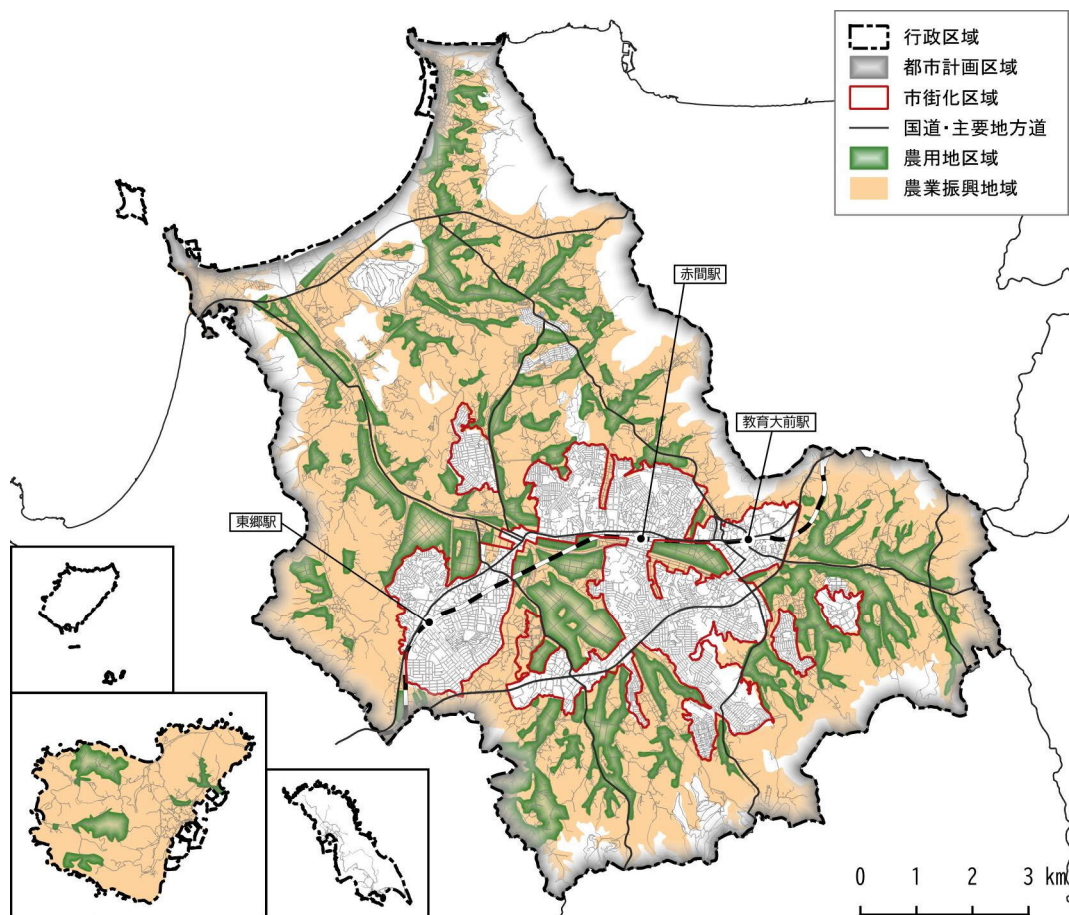 行政区域
都市計画区域
市街化区域
国道・主要地方道
農用地区域
農業振興地域
赤間駅
教育大前駅
東郷駅
0 1 2 3 km